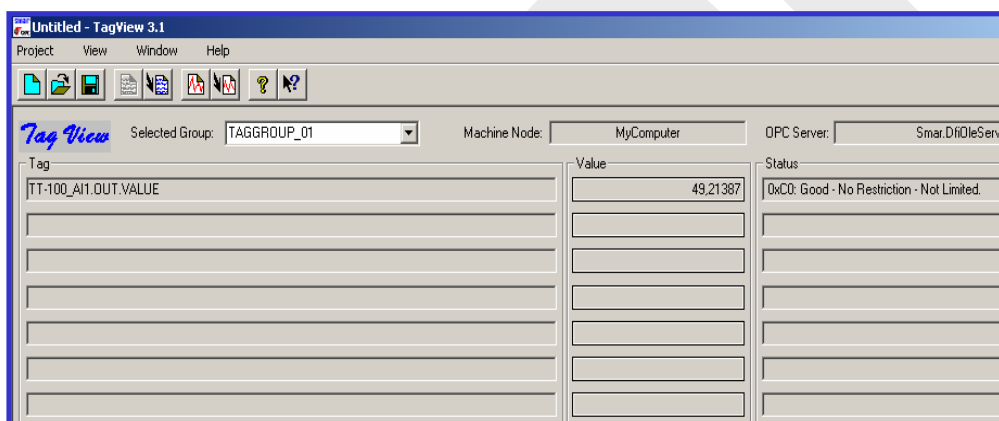 Untitled - TagView 3.1
Project View Window Help
Tag View Selected Group: TAGGROUP_01 Machine Node: MyComputer OPC Server: Smar.DfiOleServ
Tag Value Status
TT-100_AI1.OUT.VALUE 49,21387 0xC0: Good - No Restriction - Not Limited.